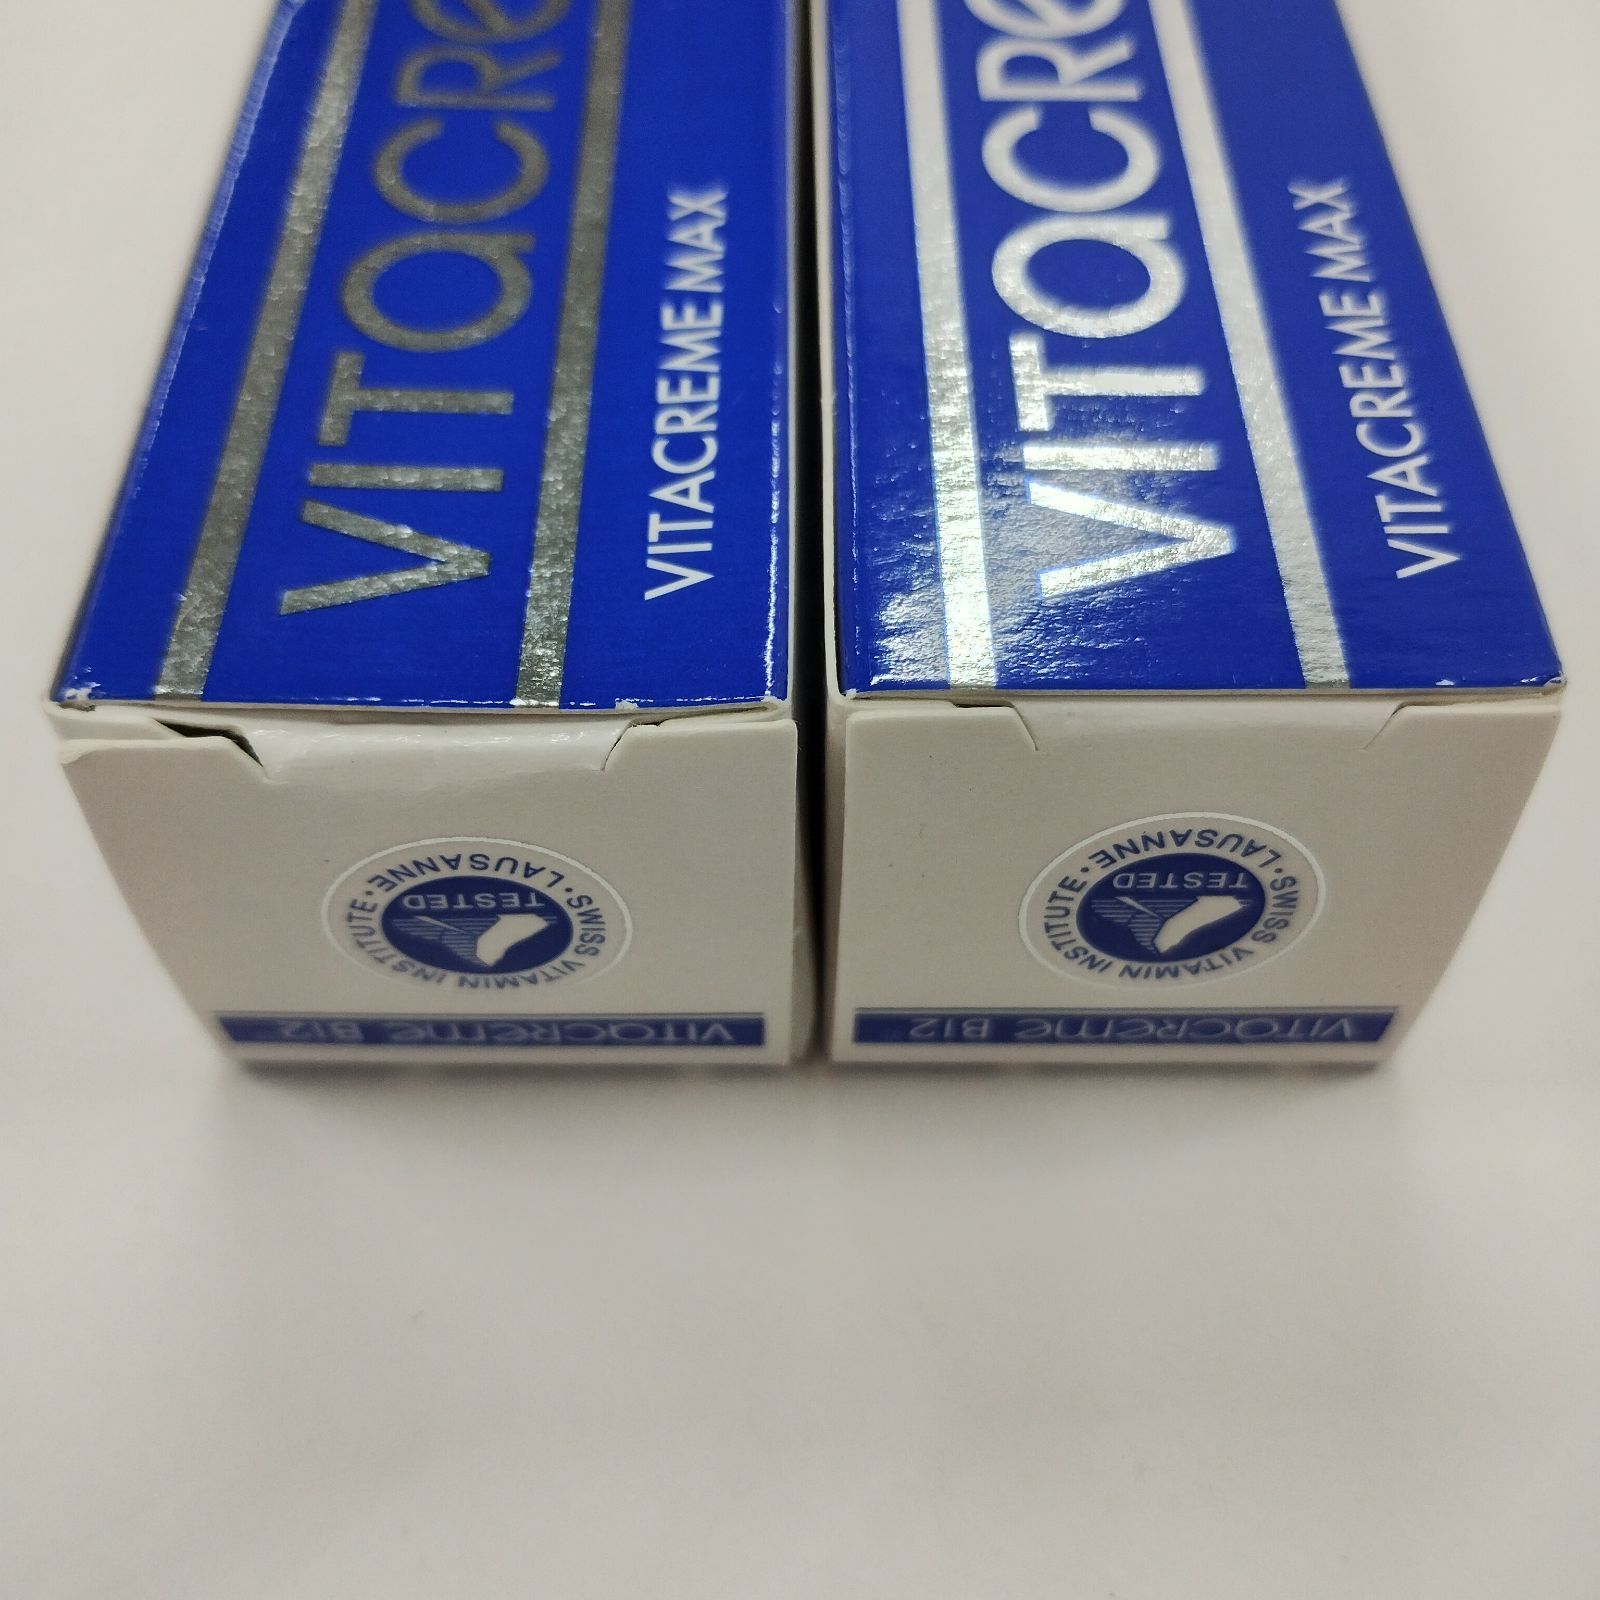 VITACRE
VITACREME MAX
VITACRE
VITACREME MAX
SWISS VITAMIN INSTITUTE · LAUSANNE ·
TESTED
VITACREME B12
SWISS VITAMIN INSTITUTE · LAUSANNE ·
TESTED
VITACREME B12